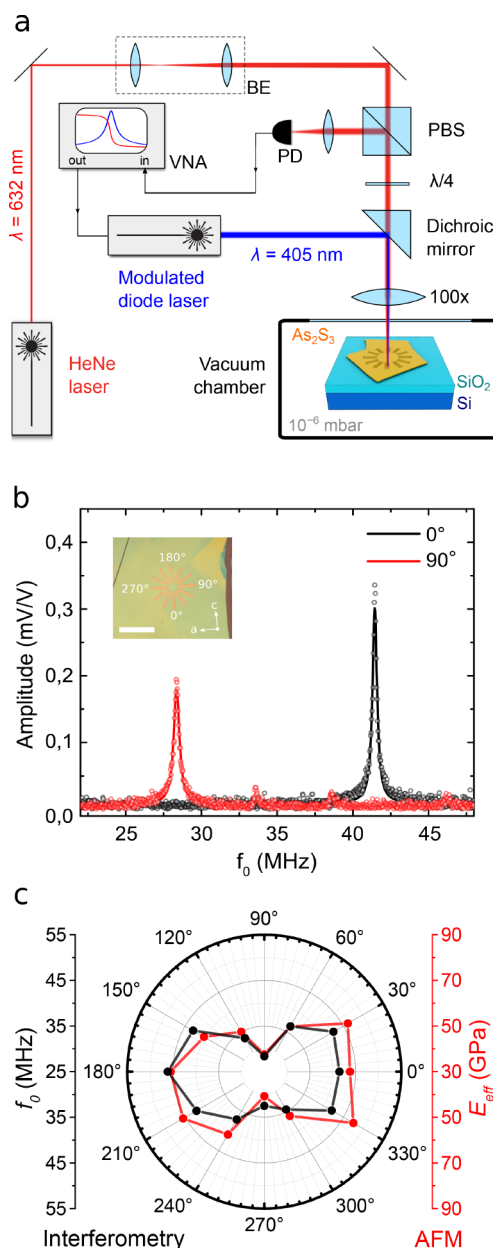 a
BE
VNA
out
in
PD
PBS
λ/4
λ = 632 nm
λ = 405 nm
Dichroic
mirror
Modulated
diode laser
100x
HeNe
laser
Vacuum
chamber
As₂S₃
SiO₂
Si
10⁻⁶ mbar
b
Amplitude (mV/V)
0,4
0,3
0,2
0,1
0,0
0°
90°
180°
270°
90°
0°
c
a
25
30
35
40
45
f₀ (MHz)
c
55
45
35
25
35
45
55
f₀
(MHz)
90°
120°
60°
150°
30°
180°
0°
210°
330°
240°
300°
270°
90
70
50
30
50
70
90
E_eff (GPa)
Interferometry
AFM